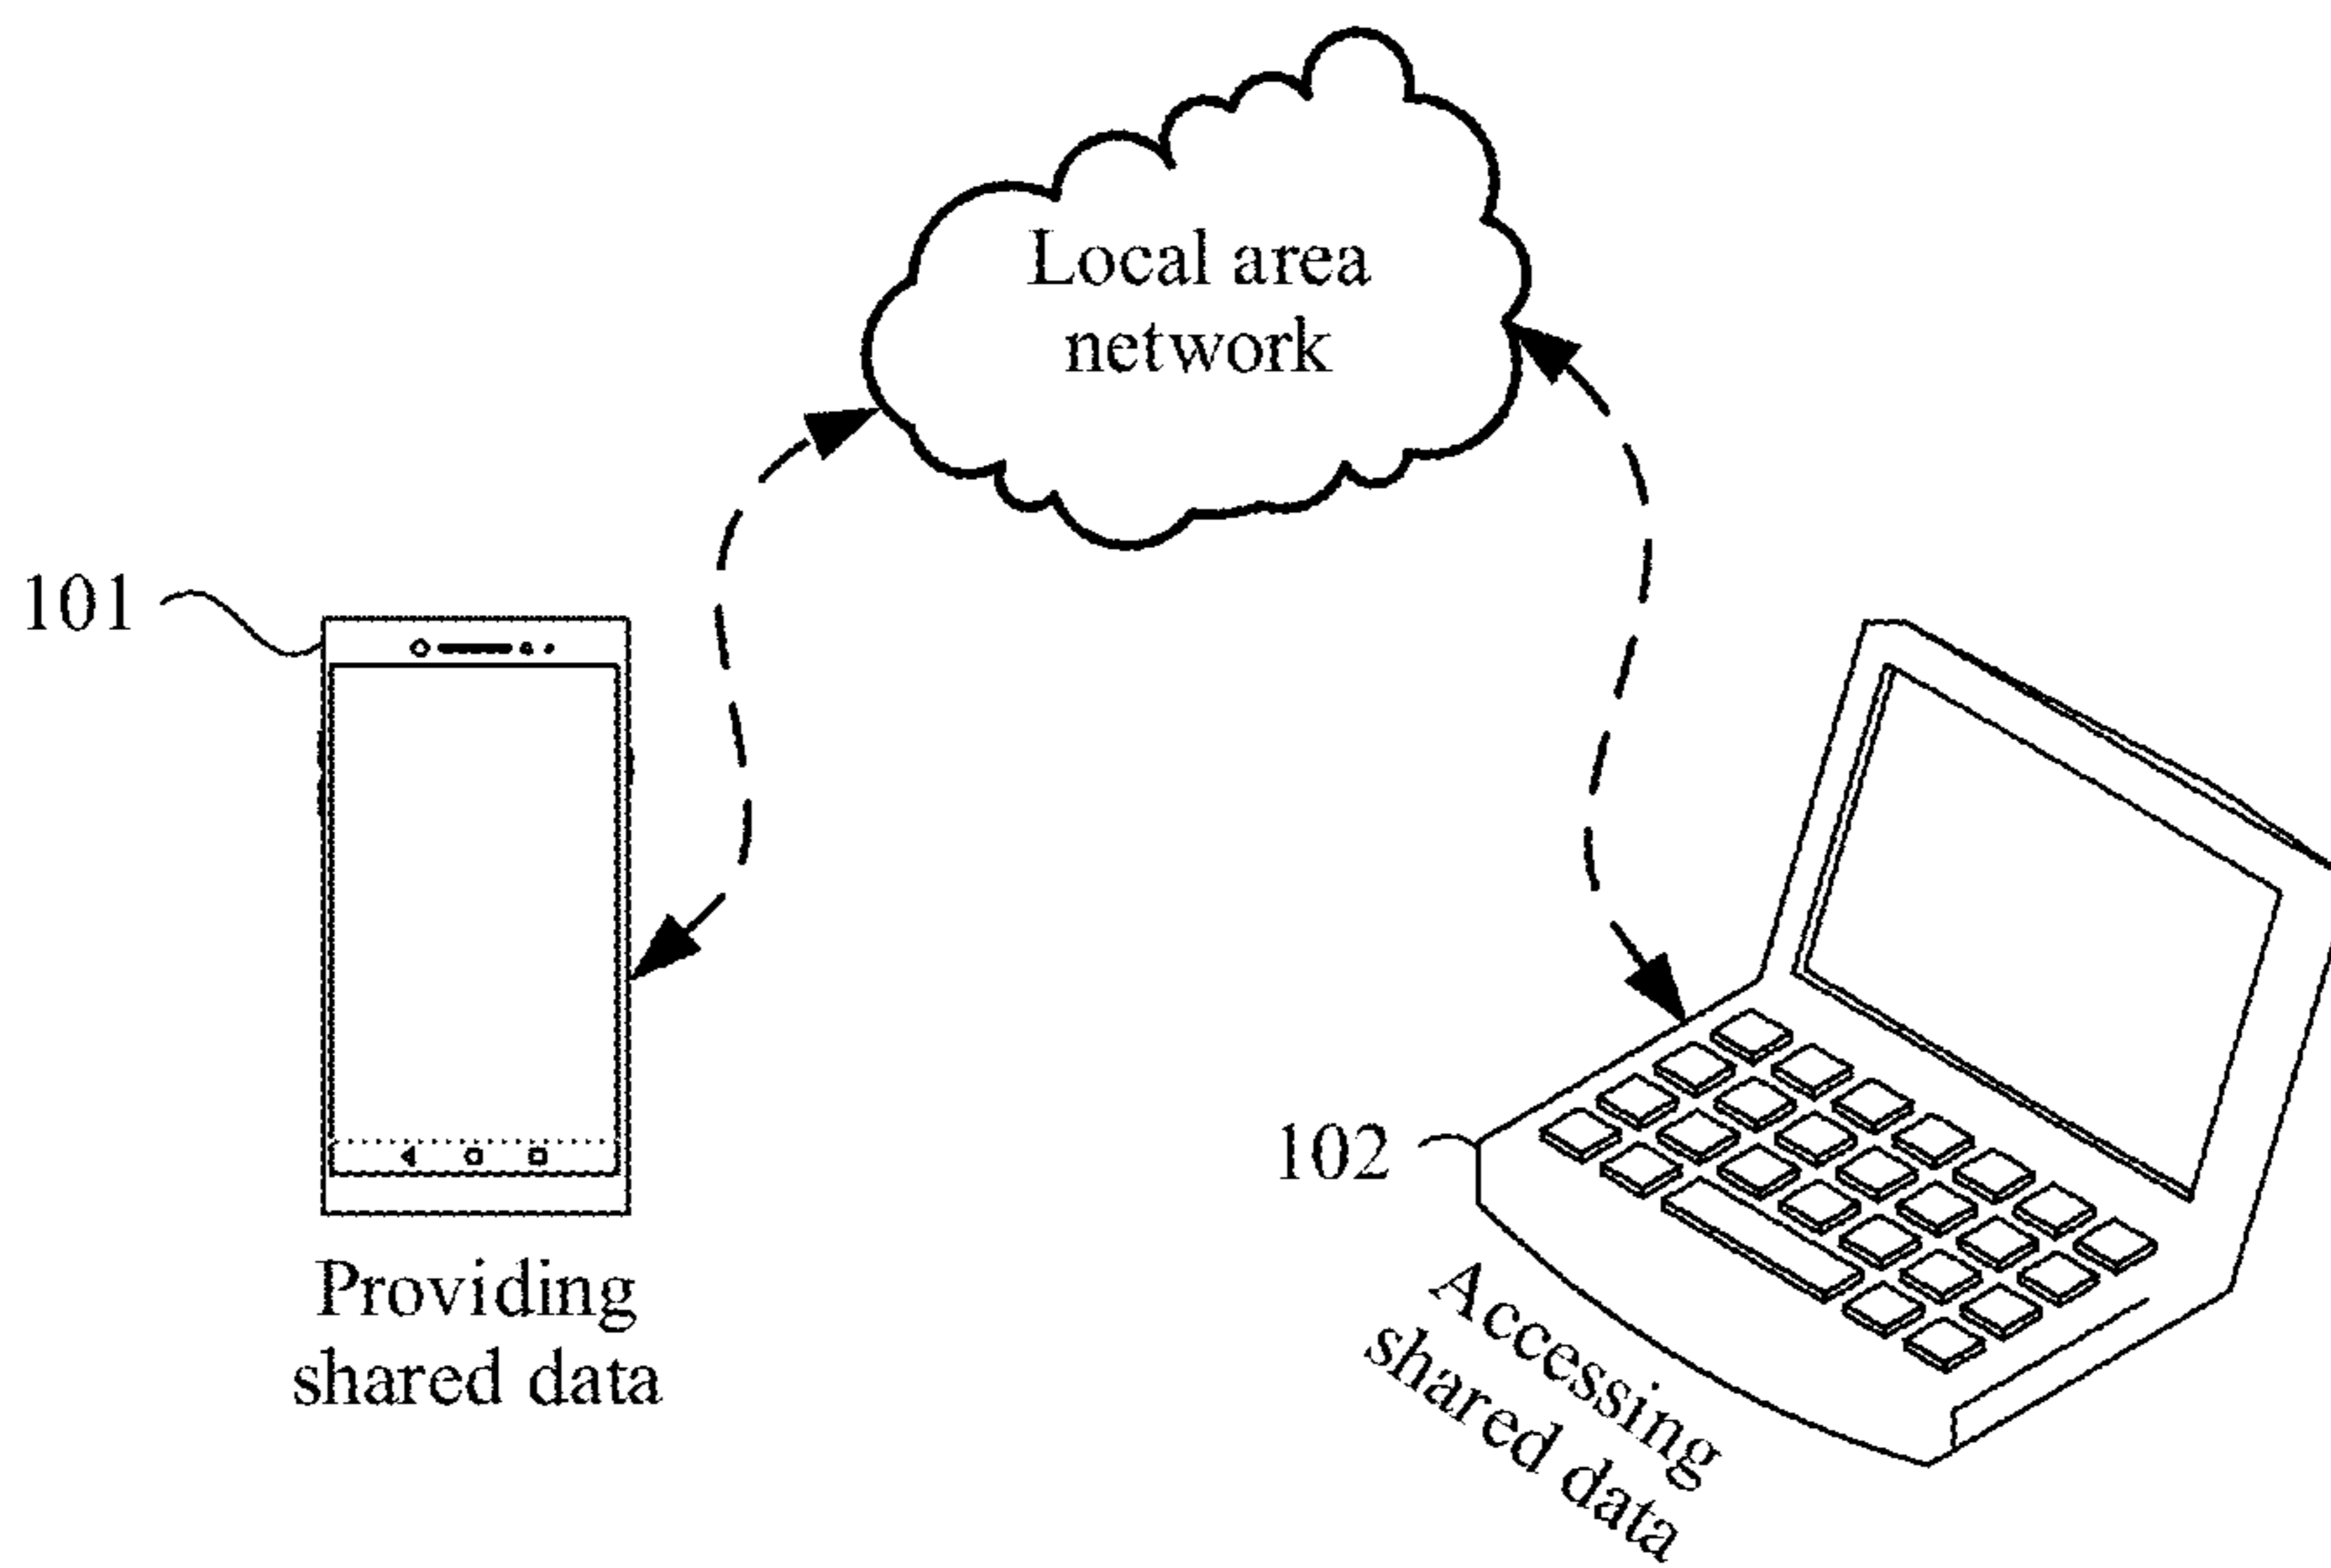 Local area
network
101
102
Providing
shared data
Accessing
shared data